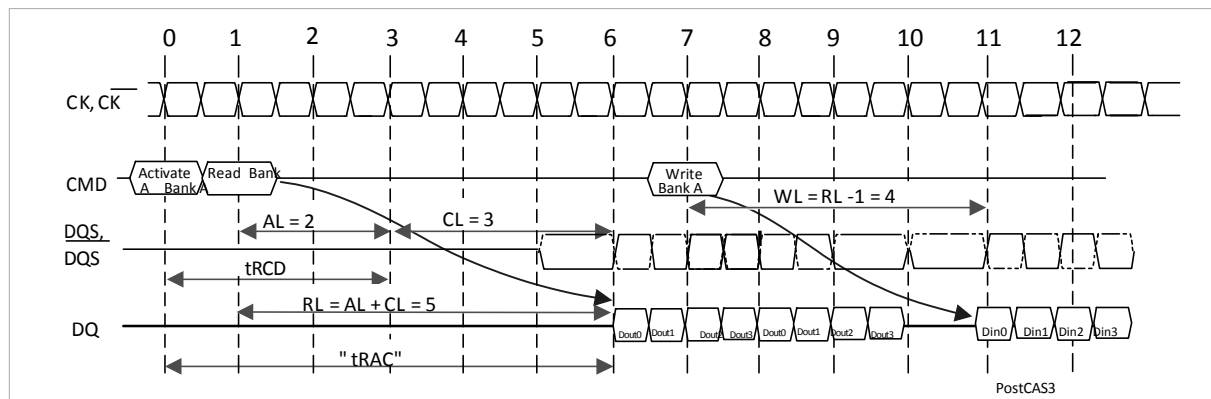 0 1 2 3 4 5 6 7 8 9 10 11 12
CK, CK
CMD
Activate Read Bank Write
A Bank A Bank A
WL = RL -1 = 4
AL = 2 CL = 3
DQS,
DQS
tRCD
RL = AL + CL = 5
DQ
Dout0 Dout1 Dout2 Dout3 Dout0 Dout1 Dout2 Dout3 Din0 Din1 Din2 Din3
" tRAC"
PostCAS3